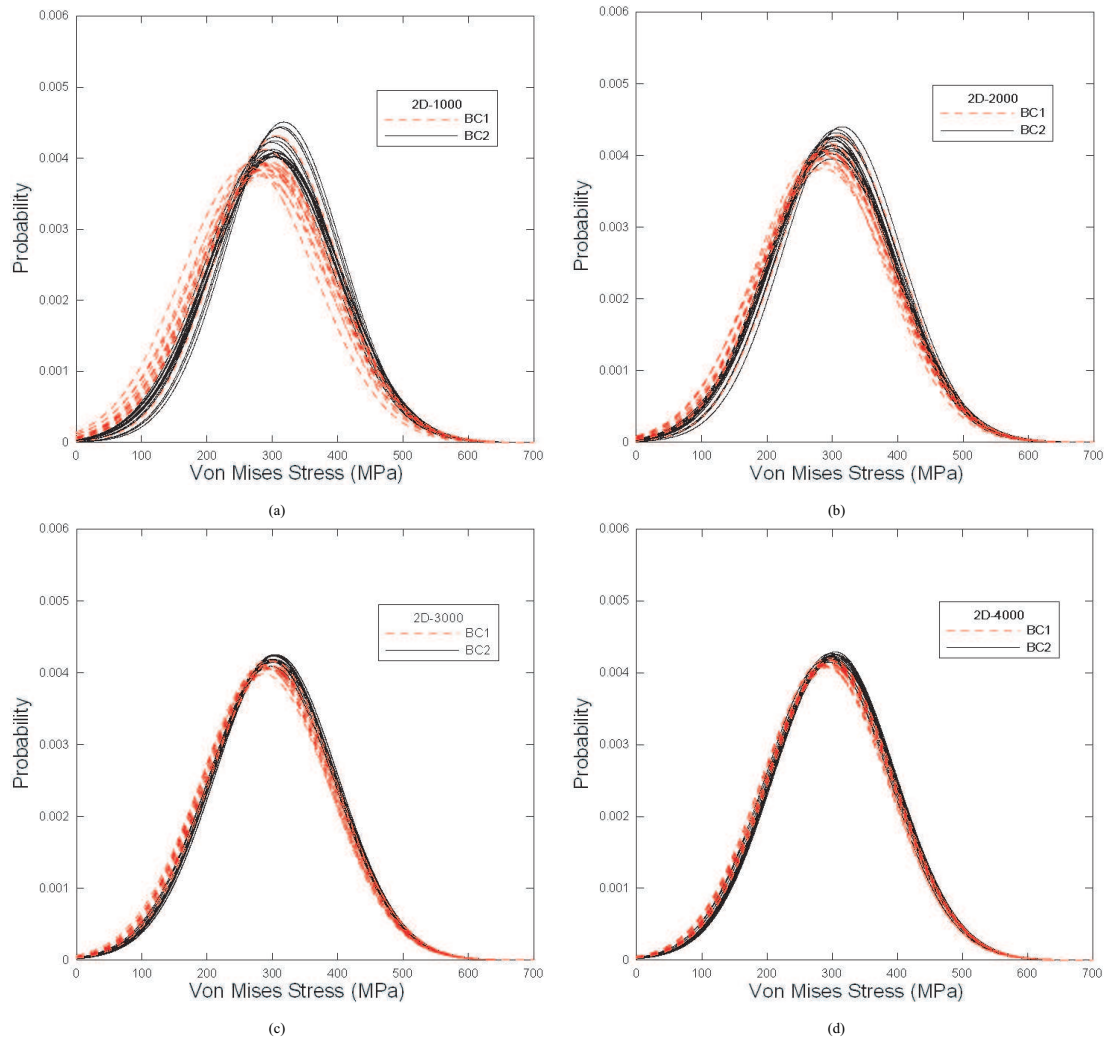 0.006
0.005
0.004
0.003
0.002
0.001
0
Probability
2D-1000
BC1
BC2
0 100 200 300 400 500 600 700
Von Mises Stress (MPa)
(a)
0.006
0.005
0.004
0.003
0.002
0.001
0
Probability
2D-2000
BC1
BC2
0 100 200 300 400 500 600 700
Von Mises Stress (MPa)
(b)
0.006
0.005
0.004
0.003
0.002
0.001
0
Probability
2D-3000
BC1
BC2
0 100 200 300 400 500 600 700
Von Mises Stress (MPa)
(c)
0.006
0.005
0.004
0.003
0.002
0.001
0
Probability
2D-4000
BC1
BC2
0 100 200 300 400 500 600 700
Von Mises Stress (MPa)
(d)